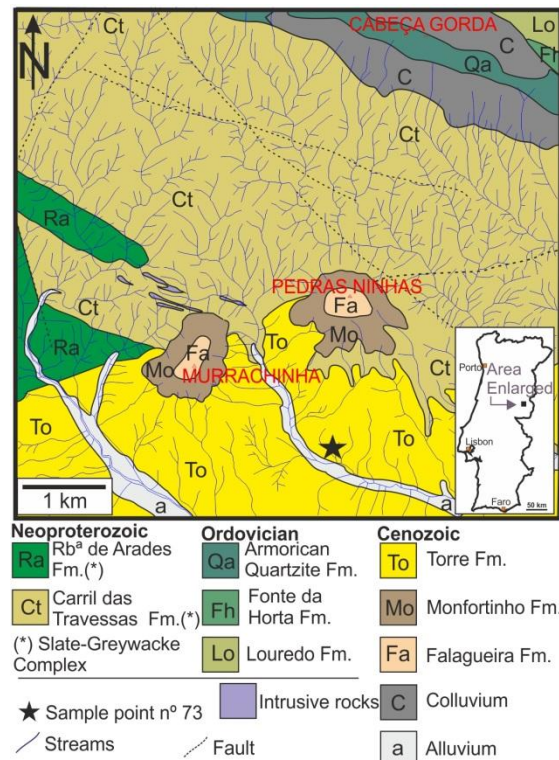 Ct
CABEÇA GORDA
Lo
C
Fh
N
Qa
C
Ct
Ct
Ra
PEDRAS NINHAS
Fa
Ct
To
Mo
Ra
Fa
Mo
MURRACHINHA
Ct
To
To
To
To
1 km
a
a
Porto
Area
Enlarged
Lisbon
Faro
50 km
Neoproterozoic
Ra Rbª de Arades
Fm.(*)
Ct Carril das
Travessas Fm.(*)
(*) Slate-Greywacke
Complex
Ordovician
Qa Armorican
Quartzite Fm.
Fh Fonte da
Horta Fm.
Lo Louredo Fm.
Cenozoic
To Torre Fm.
Mo Monfortinho Fm.
Fa Falagueira Fm.
C Colluvium
a Alluvium
Sample point nº 73
Intrusive rocks
Streams
Fault